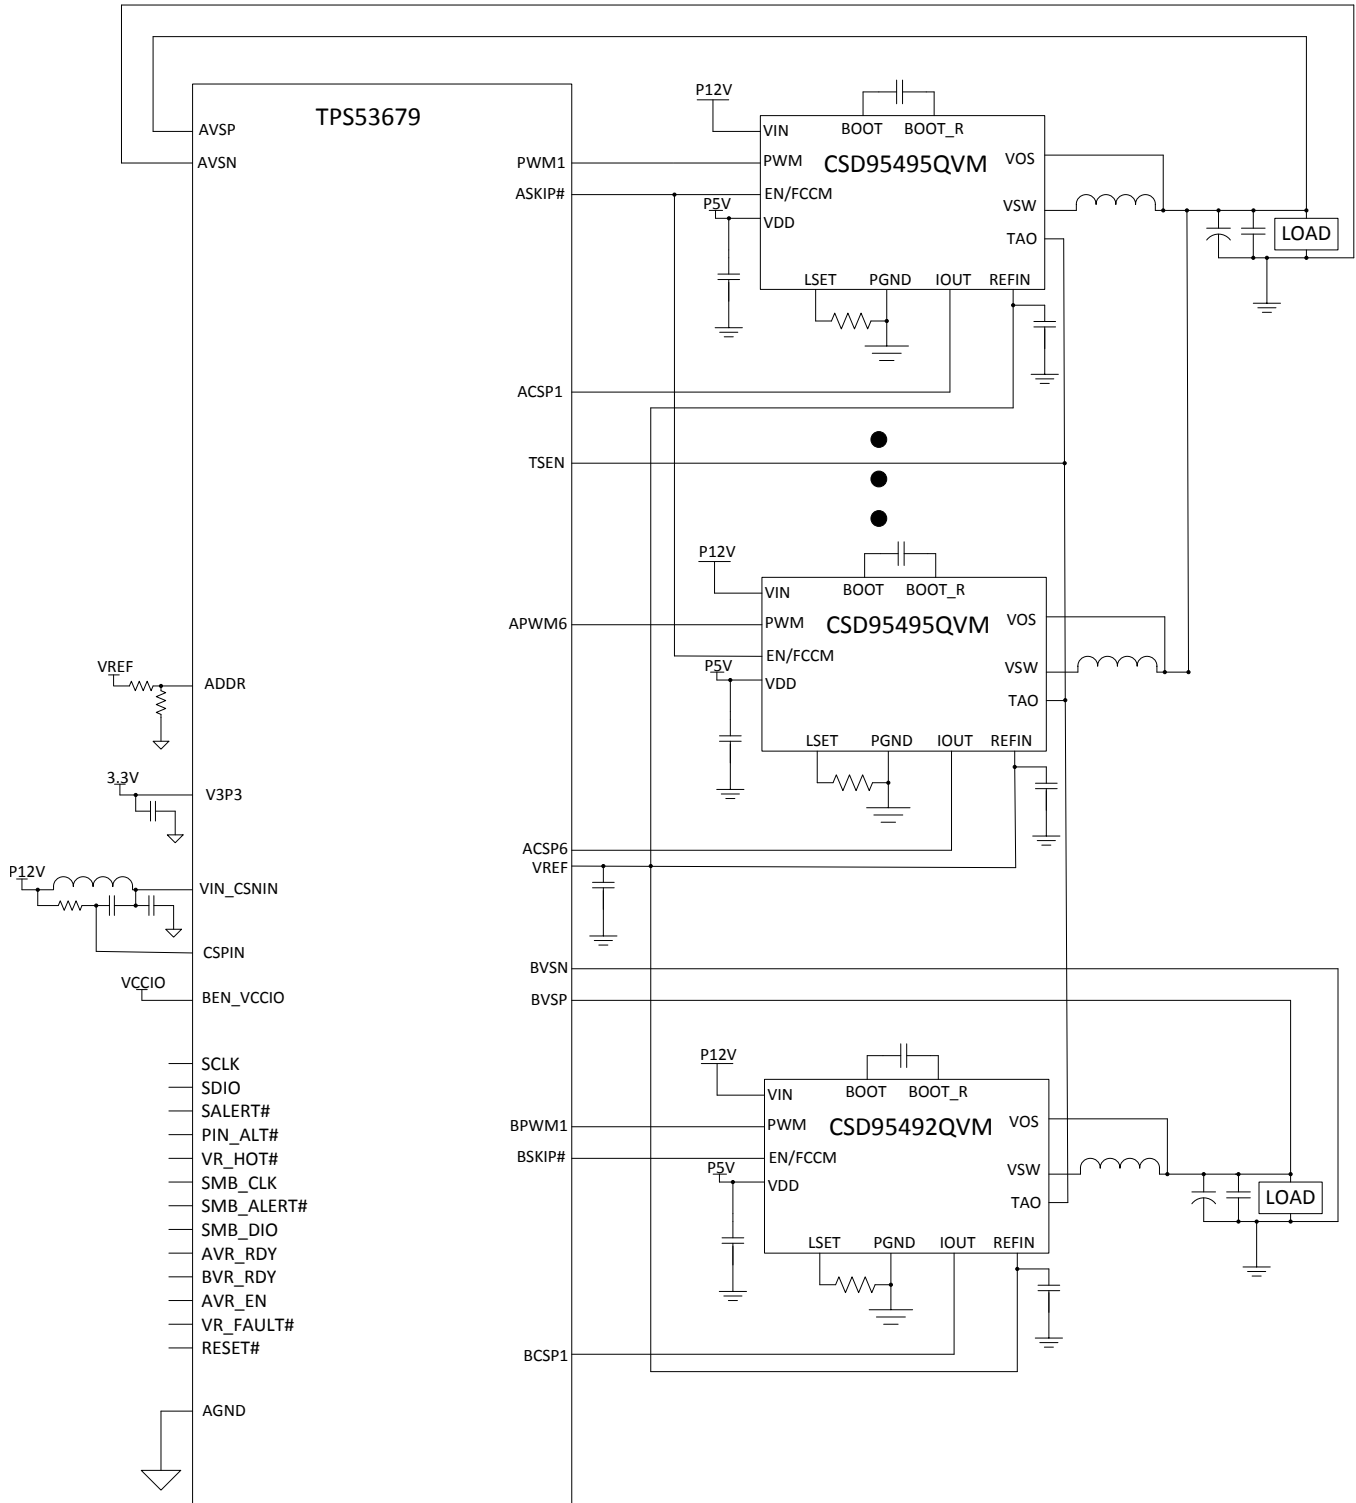 TPS53679
AVSP
AVSN
PWM1
ASKIP#
P12V
VIN
BOOT
BOOT_R
PWM
CSD95495QVM
VOS
EN/FCCM
P5V
VDD
VSW
TAO
LOAD
LSET
PGND
IOUT
REFIN
ACSP1
TSEN
P12V
VIN
BOOT
BOOT_R
APWM6
PWM
CSD95495QVM
VOS
EN/FCCM
P5V
VDD
VSW
TAO
LSET
PGND
IOUT
REFIN
VREF
ADDR
3.3V
V3P3
ACSP6
VREF
P12V
VIN_CSNIN
CSPIN
VCCIO
BEN_VCCIO
BVSN
BVSP
P12V
VIN
BOOT
BOOT_R
BPWM1
PWM
CSD95492QVM
VOS
BSKIP#
EN/FCCM
P5V
VDD
VSW
TAO
LOAD
LSET
PGND
IOUT
REFIN
BCSP1
SCLK
SDIO
SALERT#
PIN_ALT#
VR_HOT#
SMB_CLK
SMB_ALERT#
SMB_DIO
AVR_RDY
BVR_RDY
AVR_EN
VR_FAULT#
RESET#
AGND